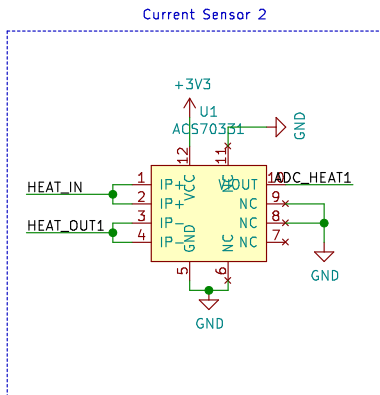 Current Sensor 2
+3V3
U1
ACS70331
GND
12
11
VCC
NC
1
IP+
VIOUT
10
ADC_HEAT1
HEAT_IN
2
IP+
NC
9
HEAT_OUT1
3
IP-
NC
8
4
IP-
NC
7
GND
NC
5
6
GND
GND